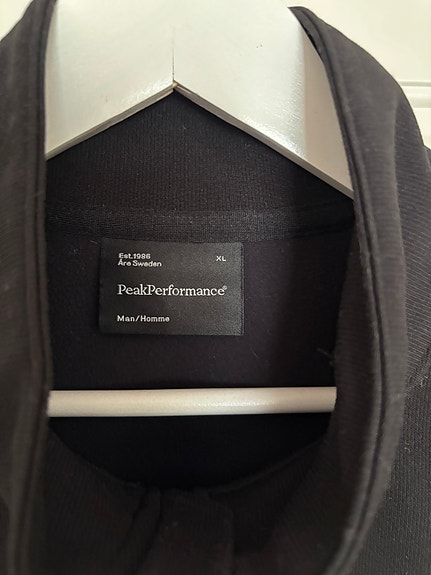 Est.1986
Åre Sweden
XL
PeakPerformance®
Man/Homme